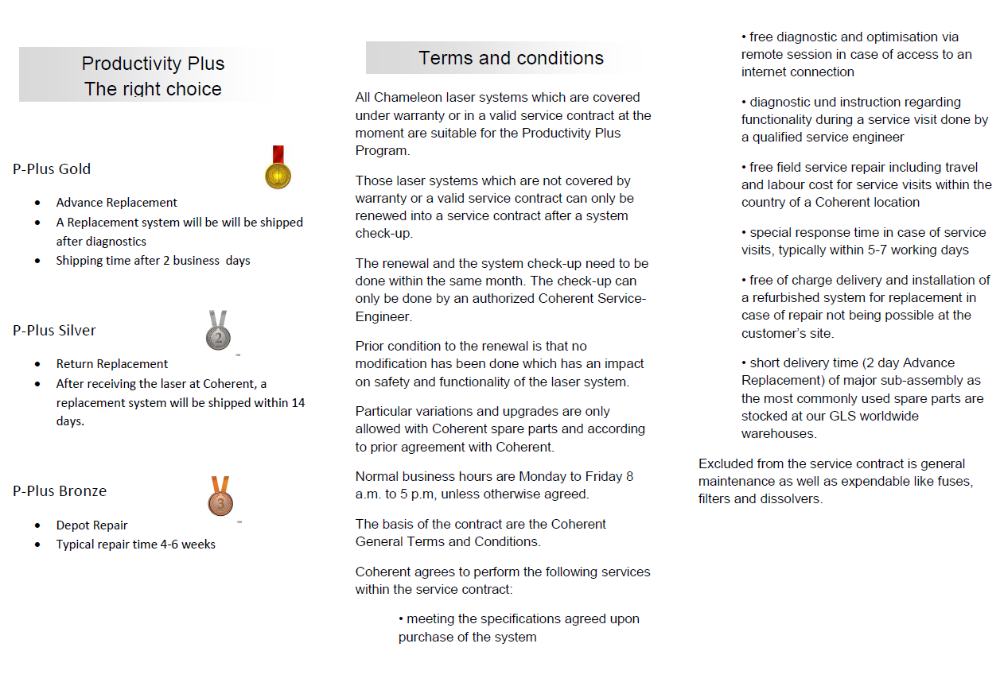 Productivity Plus
The right choice
P-Plus Gold
• Advance Replacement
• A Replacement system will be will be shipped
after diagnostics
• Shipping time after 2 business days
P-Plus Silver
2
• Return Replacement
• After receiving the laser at Coherent, a
replacement system will be shipped within 14
days.
P-Plus Bronze
3
• Depot Repair
• Typical repair time 4-6 weeks
Terms and conditions
All Chameleon laser systems which are covered
under warranty or in a valid service contract at the
moment are suitable for the Productivity Plus
Program.
Those laser systems which are not covered by
warranty or a valid service contract can only be
renewed into a service contract after a system
check-up.
The renewal and the system check-up need to be
done within the same month. The check-up can
only be done by an authorized Coherent Service-
Engineer.
Prior condition to the renewal is that no
modification has been done which has an impact
on safety and functionality of the laser system.
Particular variations and upgrades are only
allowed with Coherent spare parts and according
to prior agreement with Coherent.
Normal business hours are Monday to Friday 8
a.m. to 5 p.m, unless otherwise agreed.
The basis of the contract are the Coherent
General Terms and Conditions.
Coherent agrees to perform the following services
within the service contract:
• meeting the specifications agreed upon
purchase of the system
• free diagnostic and optimisation via
remote session in case of access to an
internet connection
• diagnostic und instruction regarding
functionality during a service visit done by
a qualified service engineer
• free field service repair including travel
and labour cost for service visits within the
country of a Coherent location
• special response time in case of service
visits, typically within 5-7 working days
• free of charge delivery and installation of
a refurbished system for replacement in
case of repair not being possible at the
customer's site.
• short delivery time (2 day Advance
Replacement) of major sub-assembly as
the most commonly used spare parts are
stocked at our GLS worldwide
warehouses.
Excluded from the service contract is general
maintenance as well as expendable like fuses,
filters and dissolvers.